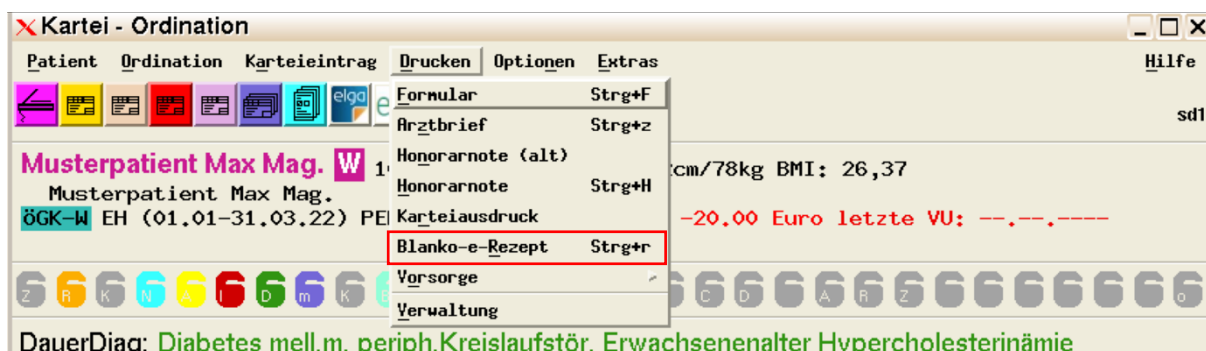 Kartei - Ordination
Patient Ordination Karteieintrag Drucken Optionen Extras Hilfe
elga e
sd1
Formular Strg+F
Arztbrief Strg+z
Honorarnote (alt)
Honorarnote Strg+H
Karteiausdruck
Blanko-e-Rezept Strg+r
Vorsorge
Verwaltung
Musterpatient Max Mag. W 1 cm/78kg BMI: 26,37
Musterpatient Max Mag.
ÖGK-W EH (01.01-31.03.22) -20.00 Euro letzte VU: --.--.----
Z R K N A I D m K C D G A R Z o
DauerDiag: Diabetes mell.m. periph.Kreislaufstör. Erwachsenenalter Hypercholesterinämie